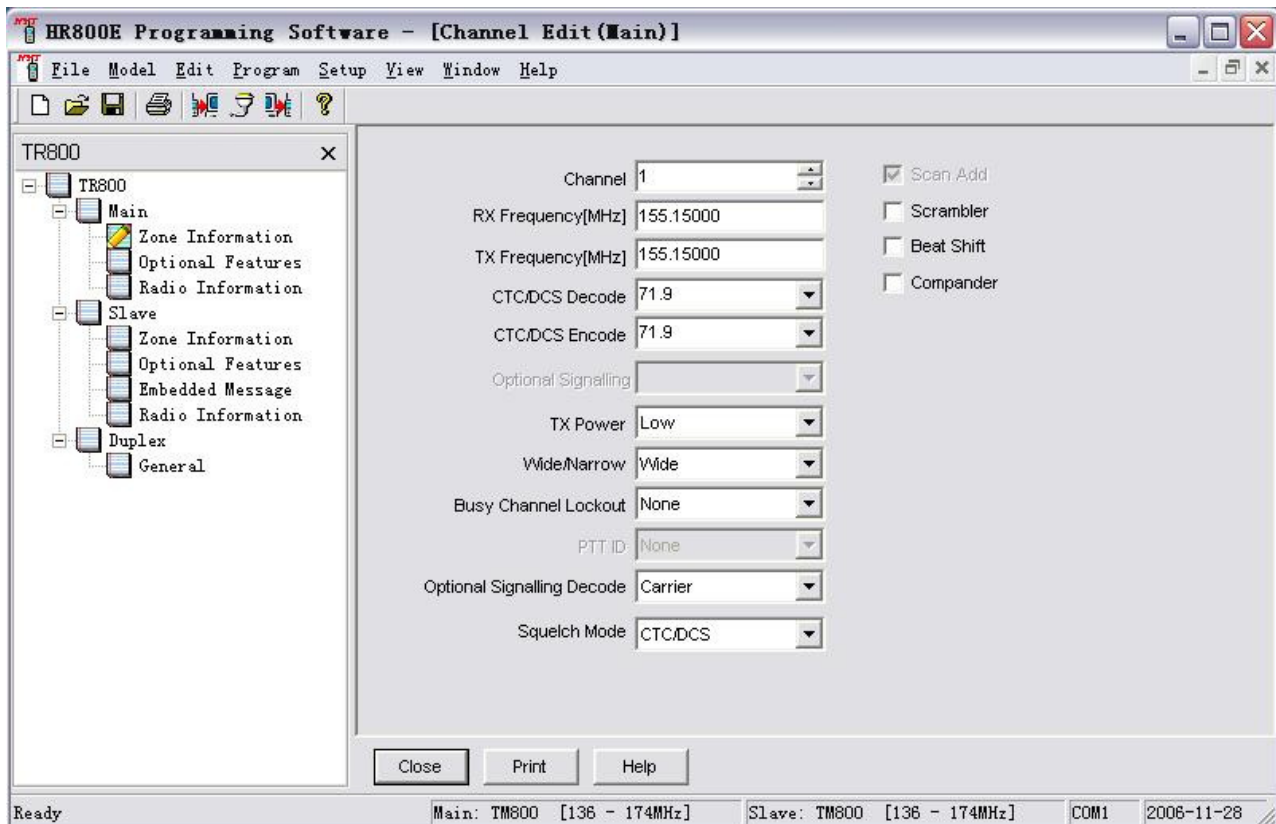 HYT HR800E Programming Software - [Channel Edit(Main)]
HYT File Model Edit Program Setup View Window Help
TR800
TR800
Main
Zone Information
Optional Features
Radio Information
Slave
Zone Information
Optional Features
Embedded Message
Radio Information
Duplex
General
Channel 1
RX Frequency[MHz] 155.15000
TX Frequency[MHz] 155.15000
CTC/DCS Decode 71.9
CTC/DCS Encode 71.9
Optional Signalling
TX Power Low
Wide/Narrow Wide
Busy Channel Lockout None
PTT ID None
Optional Signalling Decode Carrier
Squelch Mode CTC/DCS
Scan Add
Scrambler
Beat Shift
Compander
Close Print Help
Ready Main: TM800 [136 - 174MHz] Slave: TM800 [136 - 174MHz] COM1 2006-11-28